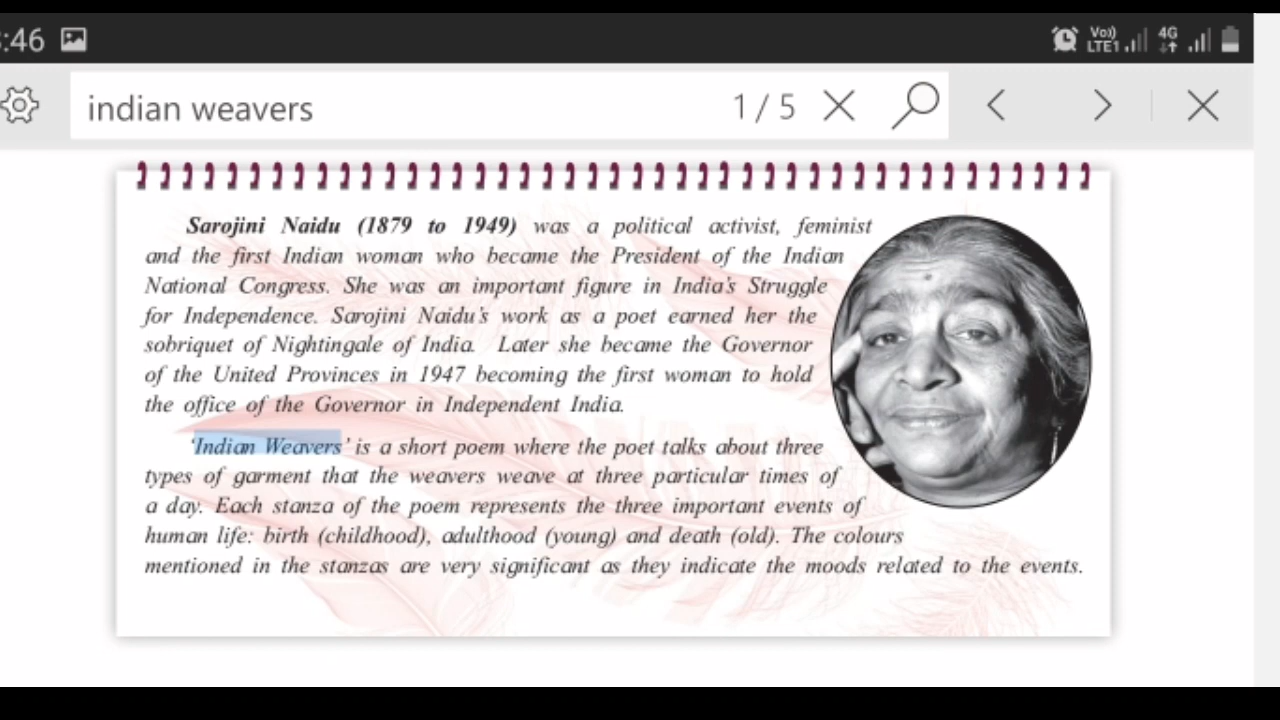 :46
Vo)) LTE1 4G
indian weavers 1 / 5
Sarojini Naidu (1879 to 1949) was a political activist, feminist
and the first Indian woman who became the President of the Indian
National Congress. She was an important figure in India's Struggle
for Independence. Sarojini Naidu's work as a poet earned her the
sobriquet of Nightingale of India. Later she became the Governor
of the United Provinces in 1947 becoming the first woman to hold
the office of the Governor in Independent India.
‘Indian Weavers’ is a short poem where the poet talks about three
types of garment that the weavers weave at three particular times of
a day. Each stanza of the poem represents the three important events of
human life: birth (childhood), adulthood (young) and death (old). The colours
mentioned in the stanzas are very significant as they indicate the moods related to the events.